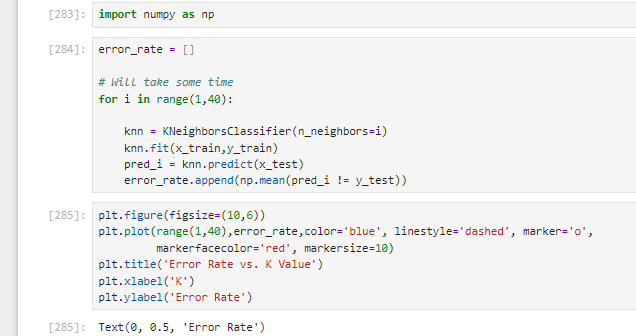 [283]: import numpy as np
[284]: error_rate = []
# Will take some time
for i in range(1,40):
knn = KNeighborsClassifier(n_neighbors=i)
knn.fit(x_train,y_train)
pred_i = knn.predict(x_test)
error_rate.append(np.mean(pred_i != y_test))
[285]: plt.figure(figsize=(10,6))
plt.plot(range(1,40),error_rate,color='blue', linestyle='dashed', marker='o',
markerfacecolor='red', markersize=10)
plt.title('Error Rate vs. K Value')
plt.xlabel('K')
plt.ylabel('Error Rate')
[285]: Text(0, 0.5, 'Error Rate')